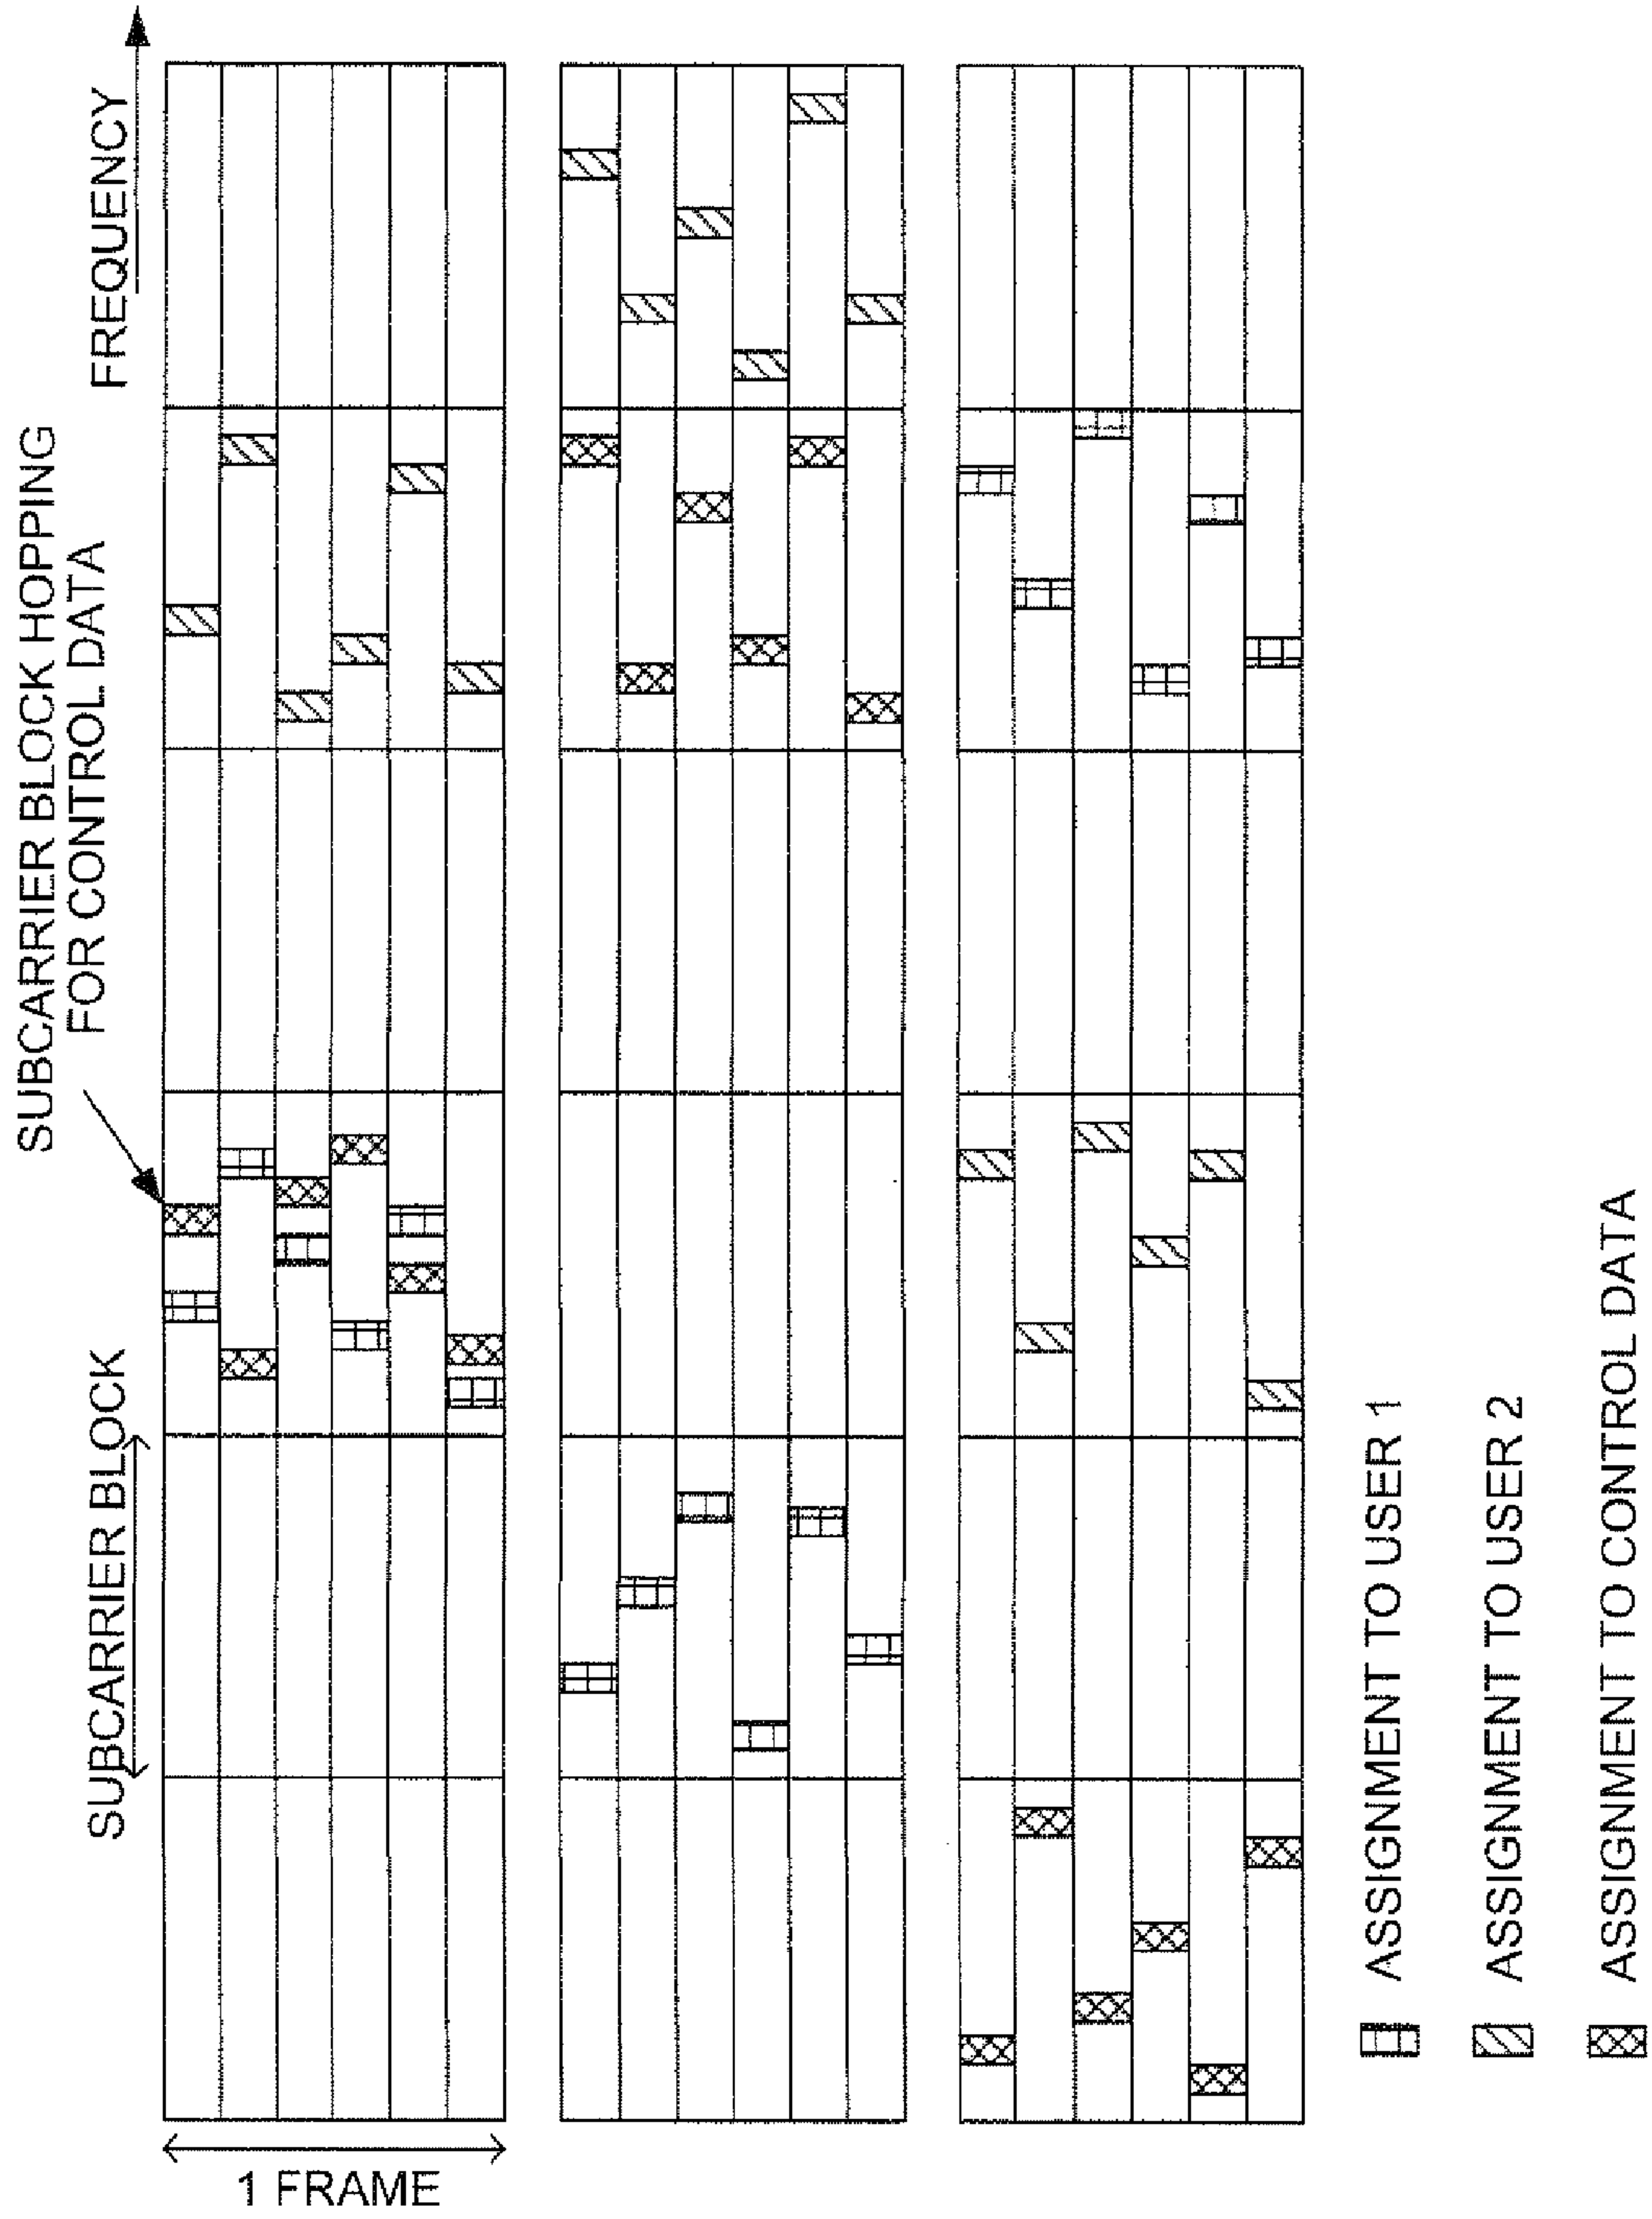 SUBCARRIER BLOCK HOPPING
FOR CONTROL DATA
FREQUENCY
SUBCARRIER BLOCK
1 FRAME
ASSIGNMENT TO USER 1
ASSIGNMENT TO USER 2
ASSIGNMENT TO CONTROL DATA